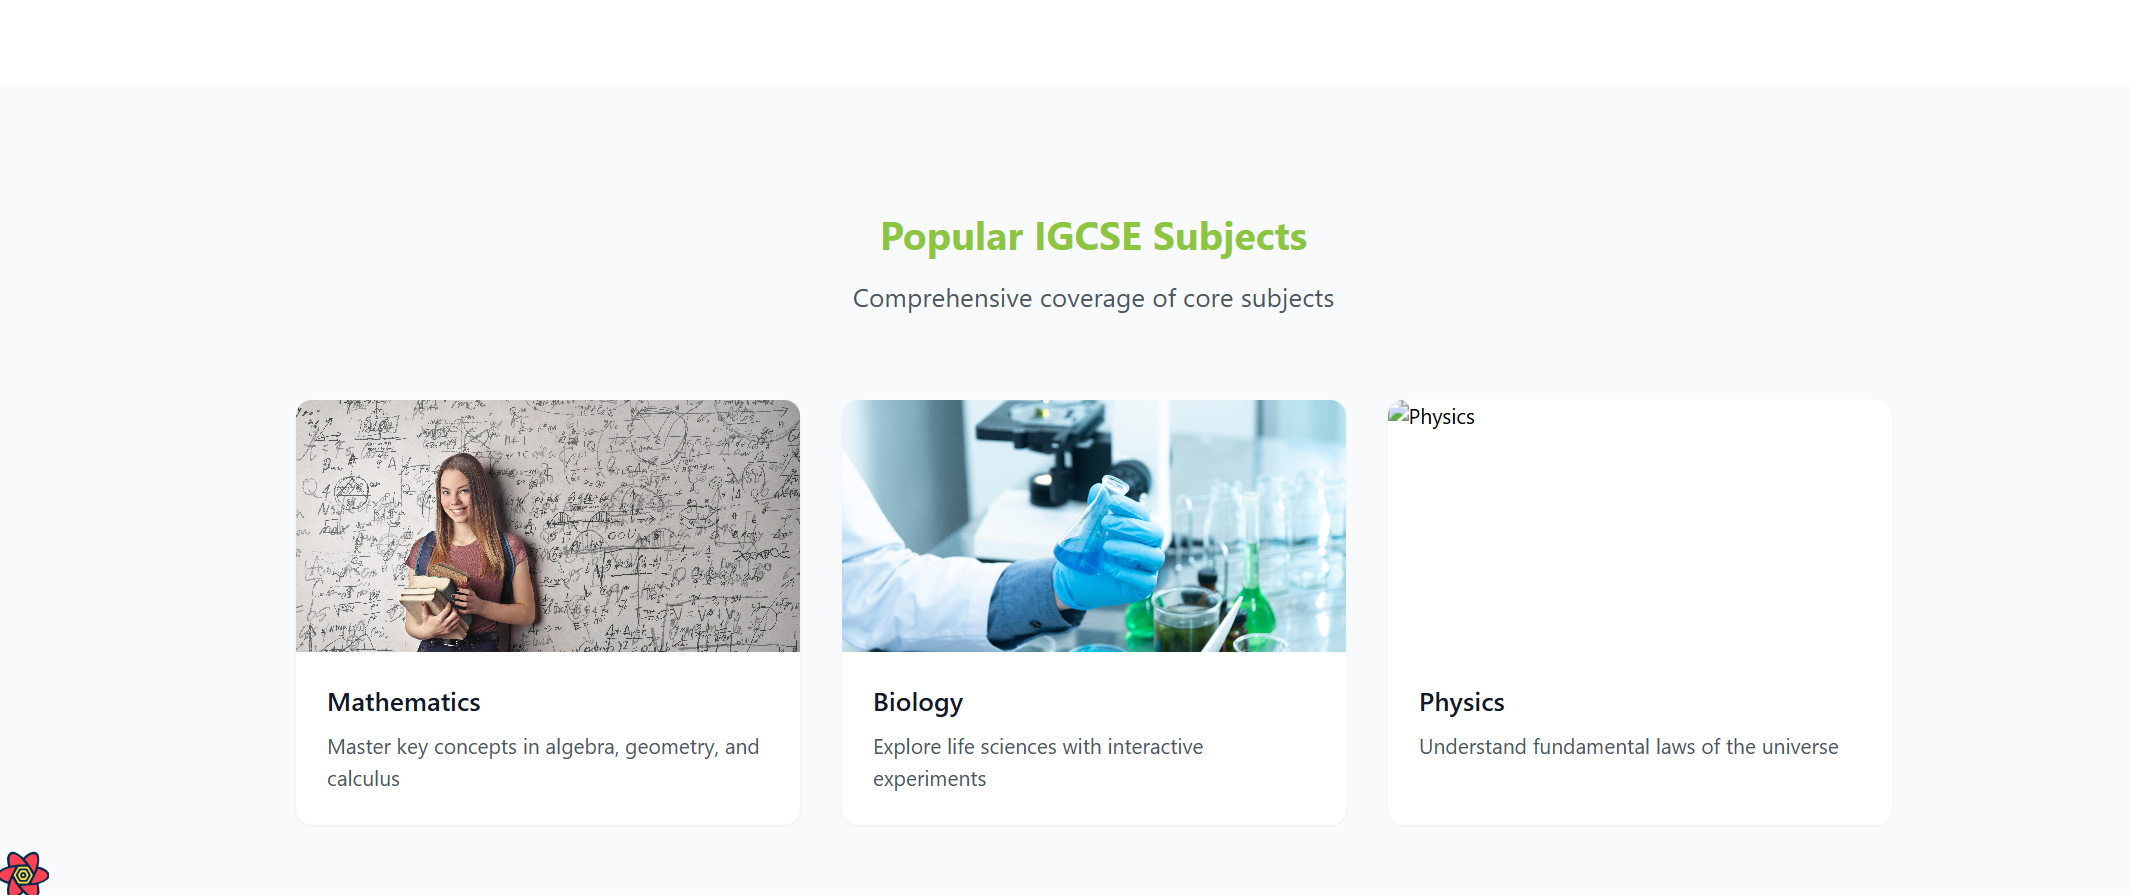 Popular IGCSE Subjects
Comprehensive coverage of core subjects
Physics
Mathematics
Master key concepts in algebra, geometry, and
calculus
Biology
Explore life sciences with interactive
experiments
Physics
Understand fundamental laws of the universe